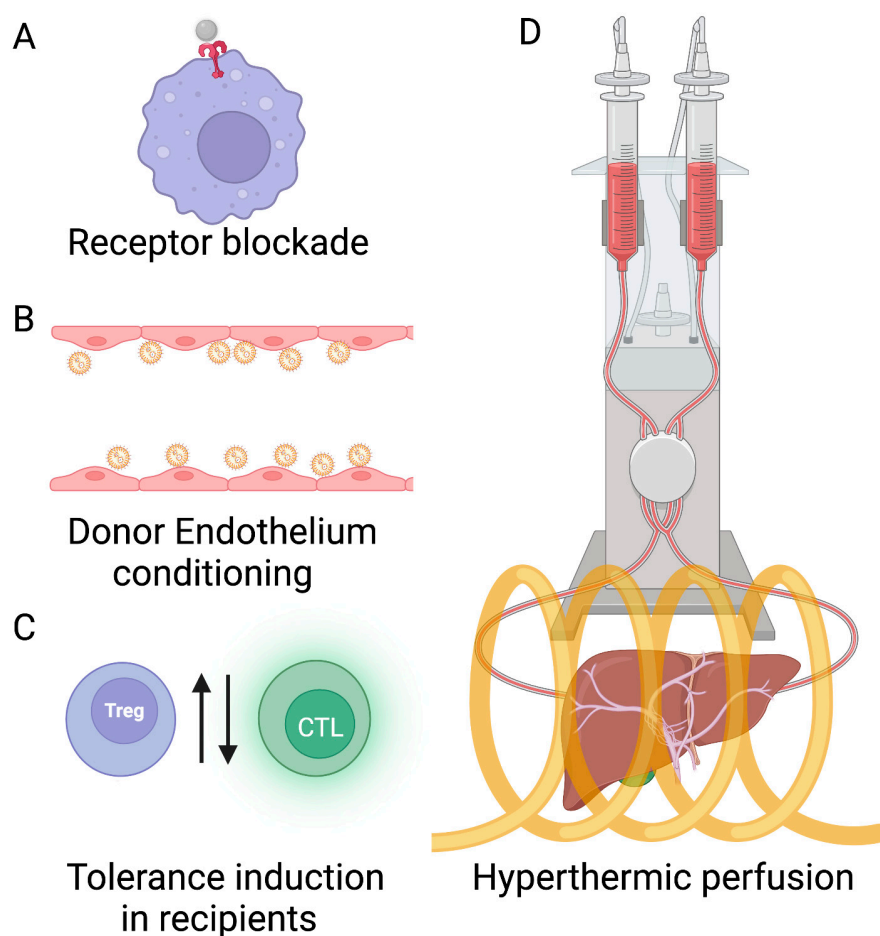 A
Receptor blockade
B
Donor Endothelium
conditioning
C
Treg
CTL
Tolerance induction
in recipients
D
Hyperthermic perfusion